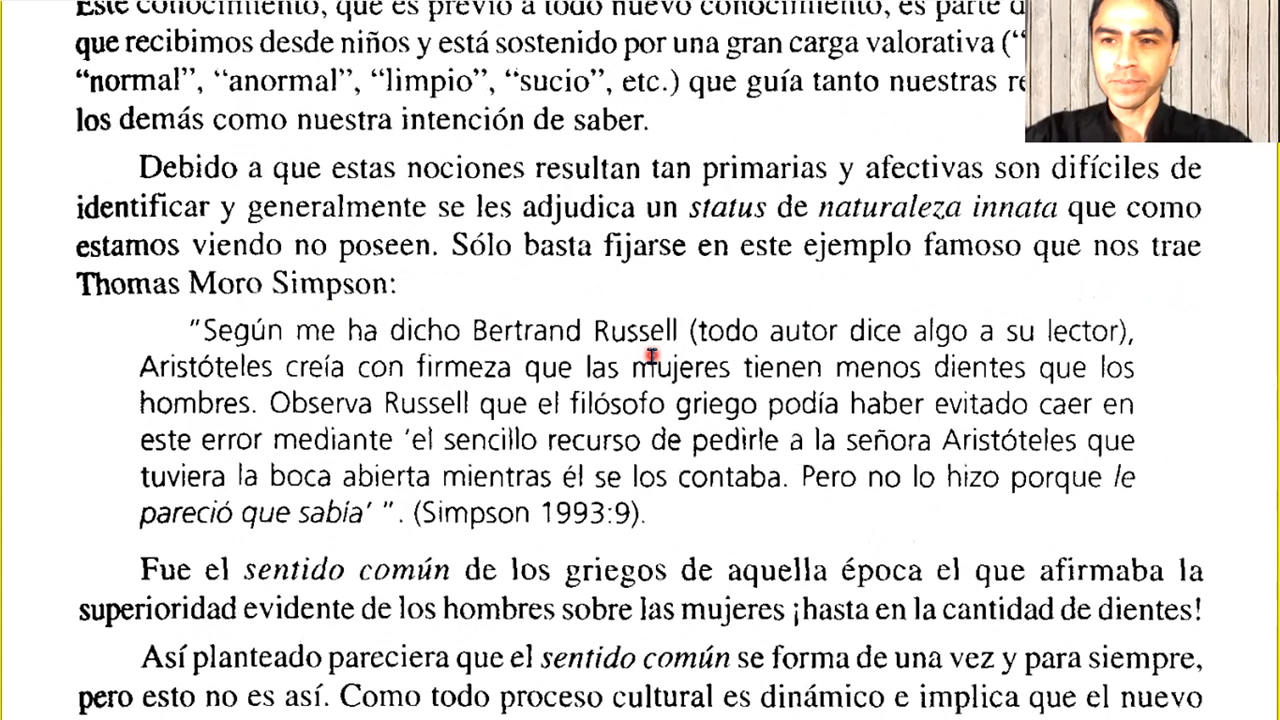 Este conocimiento, que es previo a todo nuevo conocimiento, es parte
que recibimos desde niños y está sostenido por una gran carga valorativa (“
“normal”, “anormal”, “limpio”, “sucio”, etc.) que guía tanto nuestras
los demás como nuestra intención de saber.
Debido a que estas nociones resultan tan primarias y afectivas son difíciles de
identificar y generalmente se les adjudica un status de naturaleza innata que como
estamos viendo no poseen. Sólo basta fijarse en este ejemplo famoso que nos trae
Thomas Moro Simpson:
"Según me ha dicho Bertrand Russell (todo autor dice algo a su lector),
Aristóteles creía con firmeza que las mujeres tienen menos dientes que los
hombres. Observa Russell que el filósofo griego podía haber evitado caer en
este error mediante 'el sencillo recurso de pedirle a la señora Aristóteles que
tuviera la boca abierta mientras él se los contaba. Pero no lo hizo porque le
pareció que sabía' ". (Simpson 1993:9).
Fue el sentido común de los griegos de aquella época el que afirmaba la
superioridad evidente de los hombres sobre las mujeres ¡hasta en la cantidad de dientes!
Así planteado pareciera que el sentido común se forma de una vez y para siempre,
pero esto no es así. Como todo proceso cultural es dinámico e implica que el nuevo